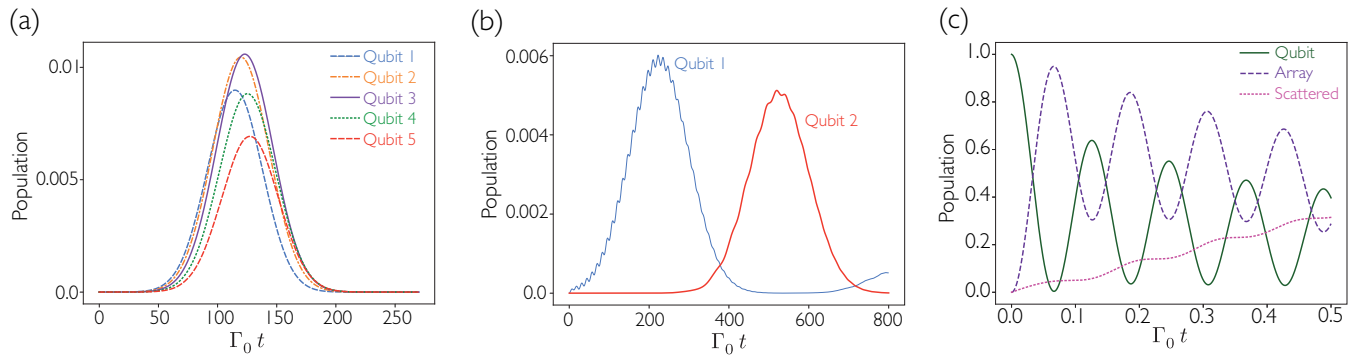 (a)
Population
0.01
0.005
0.0
0
50
100
150
200
250
Γ₀ t
Qubit 1
Qubit 2
Qubit 3
Qubit 4
Qubit 5
(b)
Population
0.006
0.004
0.002
0.000
0
200
400
600
800
Γ₀ t
Qubit 1
Qubit 2
(c)
Population
1.0
0.8
0.6
0.4
0.2
0.0
0.0
0.1
0.2
0.3
0.4
0.5
Γ₀ t
Qubit
Array
Scattered